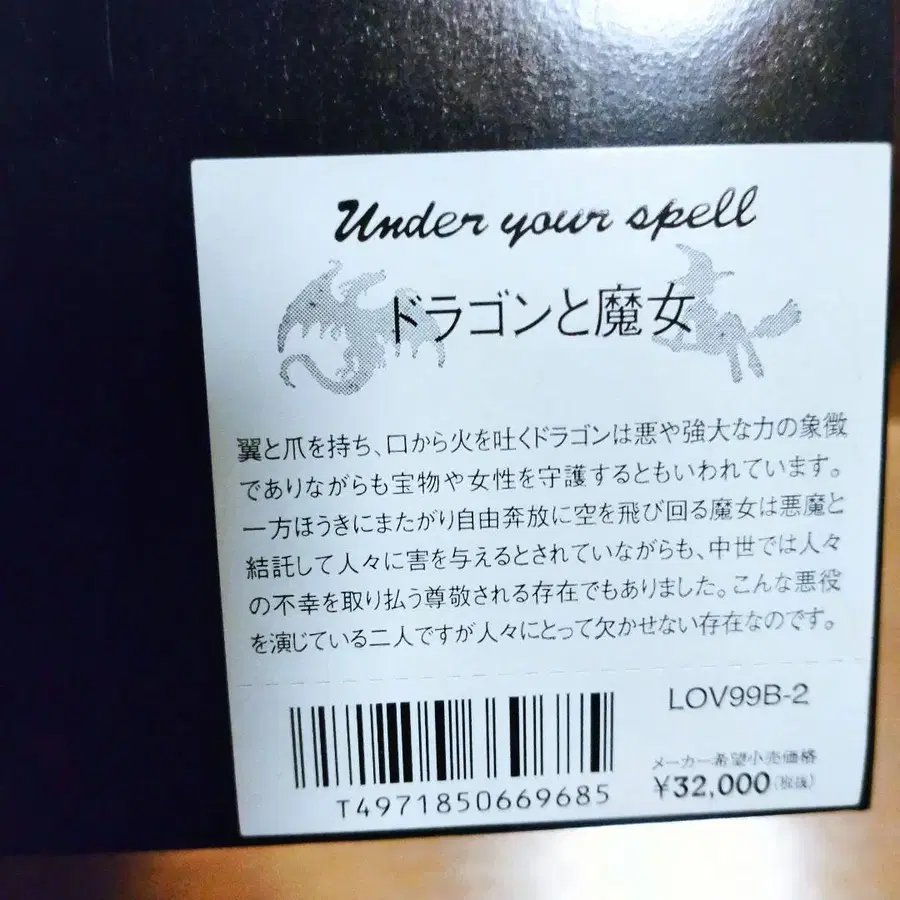 Under your spell
ドラゴンと魔女
翼と爪を持ち、口から火を吐くドラゴンは悪や強大な力の象徴
でありながらも宝物や女性を守護するともいわれています。
一方ほうきにまたがり自由奔放に空を飛び回る魔女は悪魔と
結託して人々に害を与えるとされていながらも、中世では人々
の不幸を取り払う尊敬される存在でもありました。こんな悪役
を演じている二人ですが人々にとって欠かせない存在なのです。
LOV99B-2
メーカー希望小売価格
¥32,000(税抜)
T4971850669685